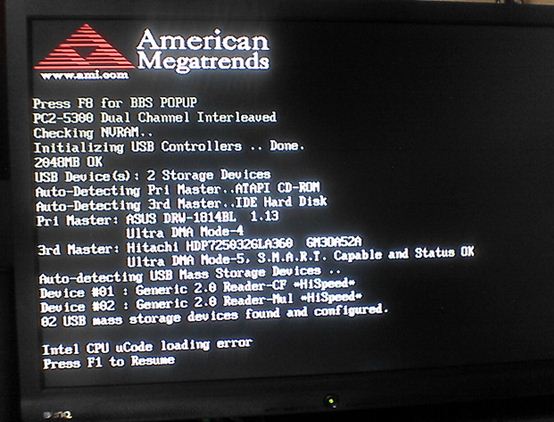 American
Megatrends
www.ami.com
Press F8 for BBS POPUP
PC2-5300 Dual Channel Interleaved
Checking NVRAM..
Initializing USB Controllers .. Done.
2048MB OK
USB Device(s): 2 Storage Devices
Auto-Detecting Pri Master..ATAPI CD-ROM
Auto-Detecting 3rd Master..IDE Hard Disk
Pri Master: ASUS DRW-1814BL 1.13
Ultra DMA Mode-4
3rd Master: Hitachi HDP725032GLA360 GM3OA52A
Ultra DMA Mode-5, S.M.A.R.T. Capable and Status OK
Auto-detecting USB Mass Storage Devices ..
Device #01 : Generic 2.0 Reader-CF *HiSpeed*
Device #02 : Generic 2.0 Reader-Mul *HiSpeed*
02 USB mass storage devices found and configured.
Intel CPU uCode loading error
Press F1 to Resume
BenQ